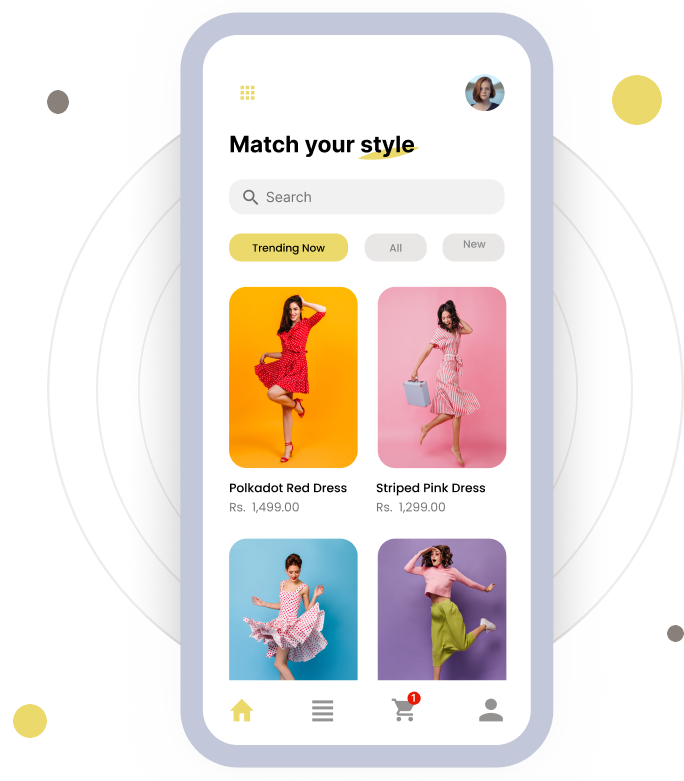 Match your style
Search
Trending Now
All
New
Polkadot Red Dress
Striped Pink Dress
Rs. 1,499.00
Rs. 1,299.00
1